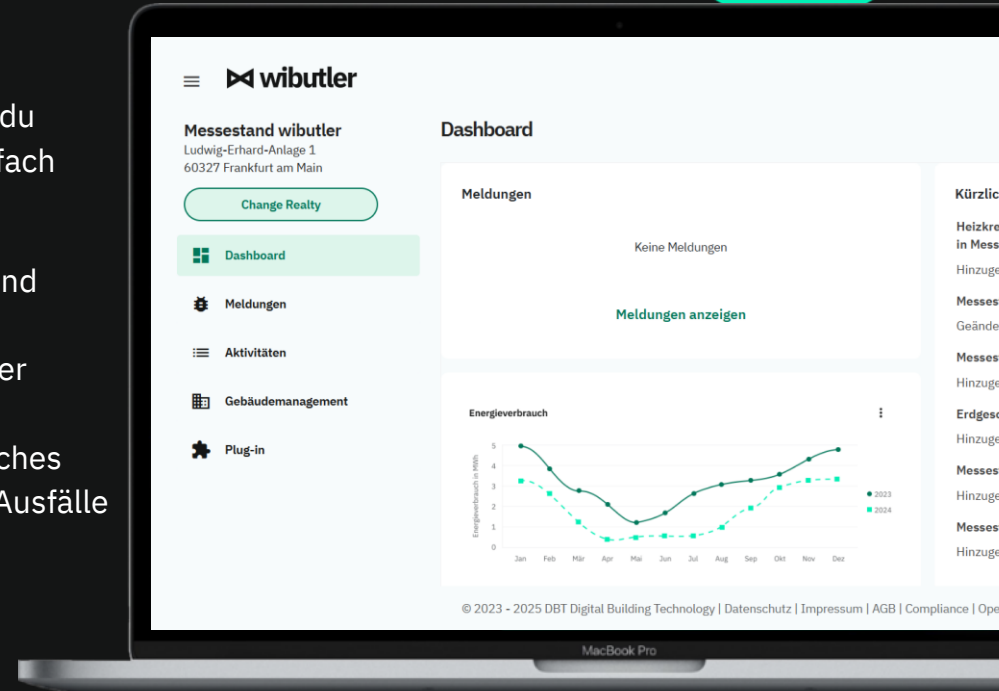 du
fach
nd
er
ches
Ausfälle
wibutler
Messestand wibutler
Ludwig-Erhard-Anlage 1
60327 Frankfurt am Main
Change Realty
Dashboard
Meldungen
Aktivitäten
Gebäudemanagement
Plug-in
Dashboard
Meldungen
Keine Meldungen
Meldungen anzeigen
Energieverbrauch
Energieverbrauch in MWh
5
4
3
2
1
0
Jan Feb Mär Apr Mai Jun Jul Aug Sep Okt Nov Dez
2023
2024
Kürzlic
Heizkre
in Mess
Hinzuge
Messes
Geände
Messes
Hinzuge
Erdgesc
Hinzuge
Messes
Hinzuge
Messes
Hinzuge
© 2023 - 2025 DBT Digital Building Technology | Datenschutz | Impressum | AGB | Compliance | Ope
MacBook Pro